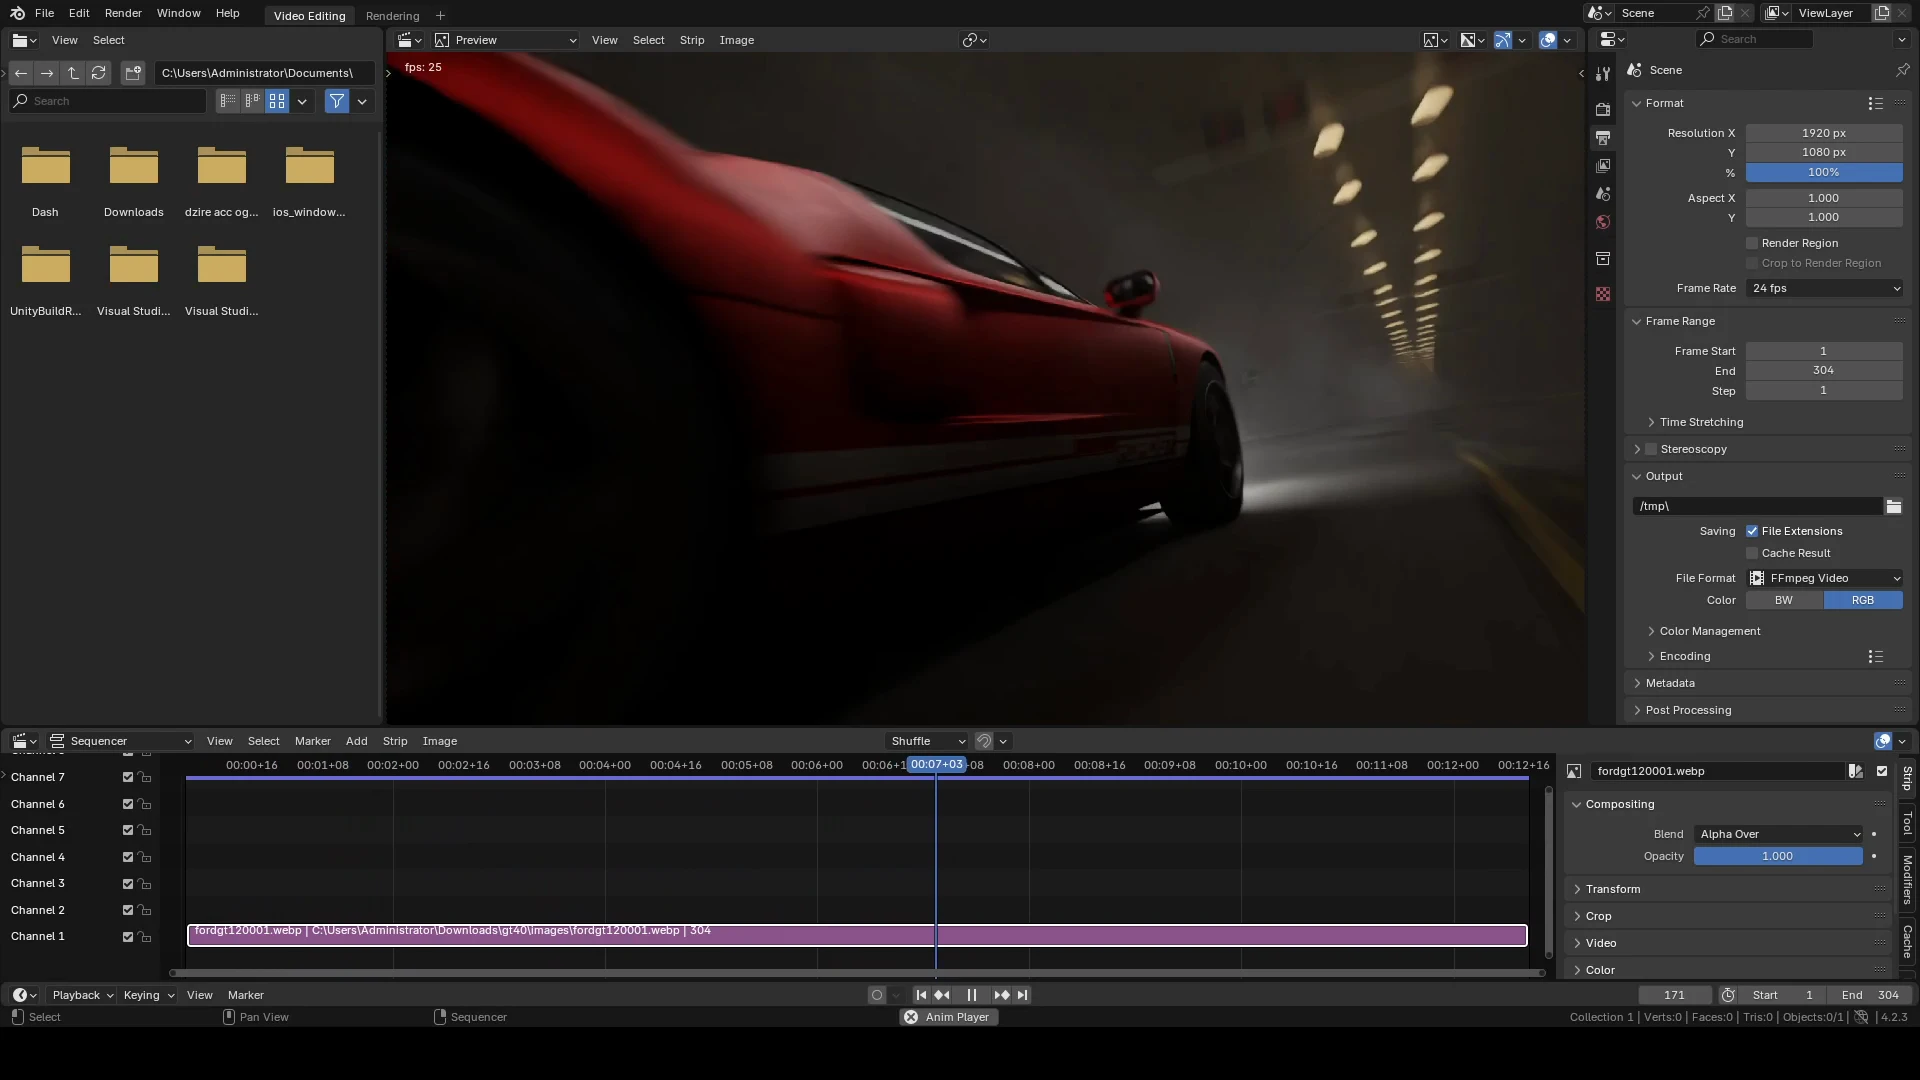 File Edit Render Window Help Video Editing Rendering + Scene ViewLayer
View Select
Preview View Select Strip Image
Search
C:\Users\Administrator\Documents\
Search
Dash Downloads dzire acc og... ios_window...
UnityBuildR... Visual Studi... Visual Studi...
fps: 25
Scene
Format
Resolution X 1920 px
Y 1080 px
% 100%
Aspect X 1.000
Y 1.000
Render Region
Crop to Render Region
Frame Rate 24 fps
Frame Range
Frame Start 1
End 304
Step 1
Time Stretching
Stereoscopy
Output
/tmp\
Saving File Extensions
Cache Result
File Format FFmpeg Video
Color BW RGB
Color Management
Encoding
Metadata
Post Processing
Sequencer View Select Marker Add Strip Image Shuffle
00:00+16 00:01+08 00:02+00 00:02+16 00:03+08 00:04+00 00:04+16 00:05+08 00:06+00 00:06+1 00:07+03 +08 00:08+00 00:08+16 00:09+08 00:10+00 00:10+16 00:11+08 00:12+00 00:12+16
Channel 7
Channel 6
Channel 5
Channel 4
Channel 3
Channel 2
Channel 1
fordgt120001.webp | C:\Users\Administrator\Downloads\gt40\images\fordgt120001.webp | 304
fordgt120001.webp
Compositing
Blend Alpha Over
Opacity 1.000
Transform
Crop
Video
Color
Strip
Tool
Modifiers
Cache
Playback Keying View Marker 171 Start 1 End 304
Select Pan View Sequencer Anim Player Collection 1 | Verts:0 | Faces:0 | Tris:0 | Objects:0/1 | 4.2.3